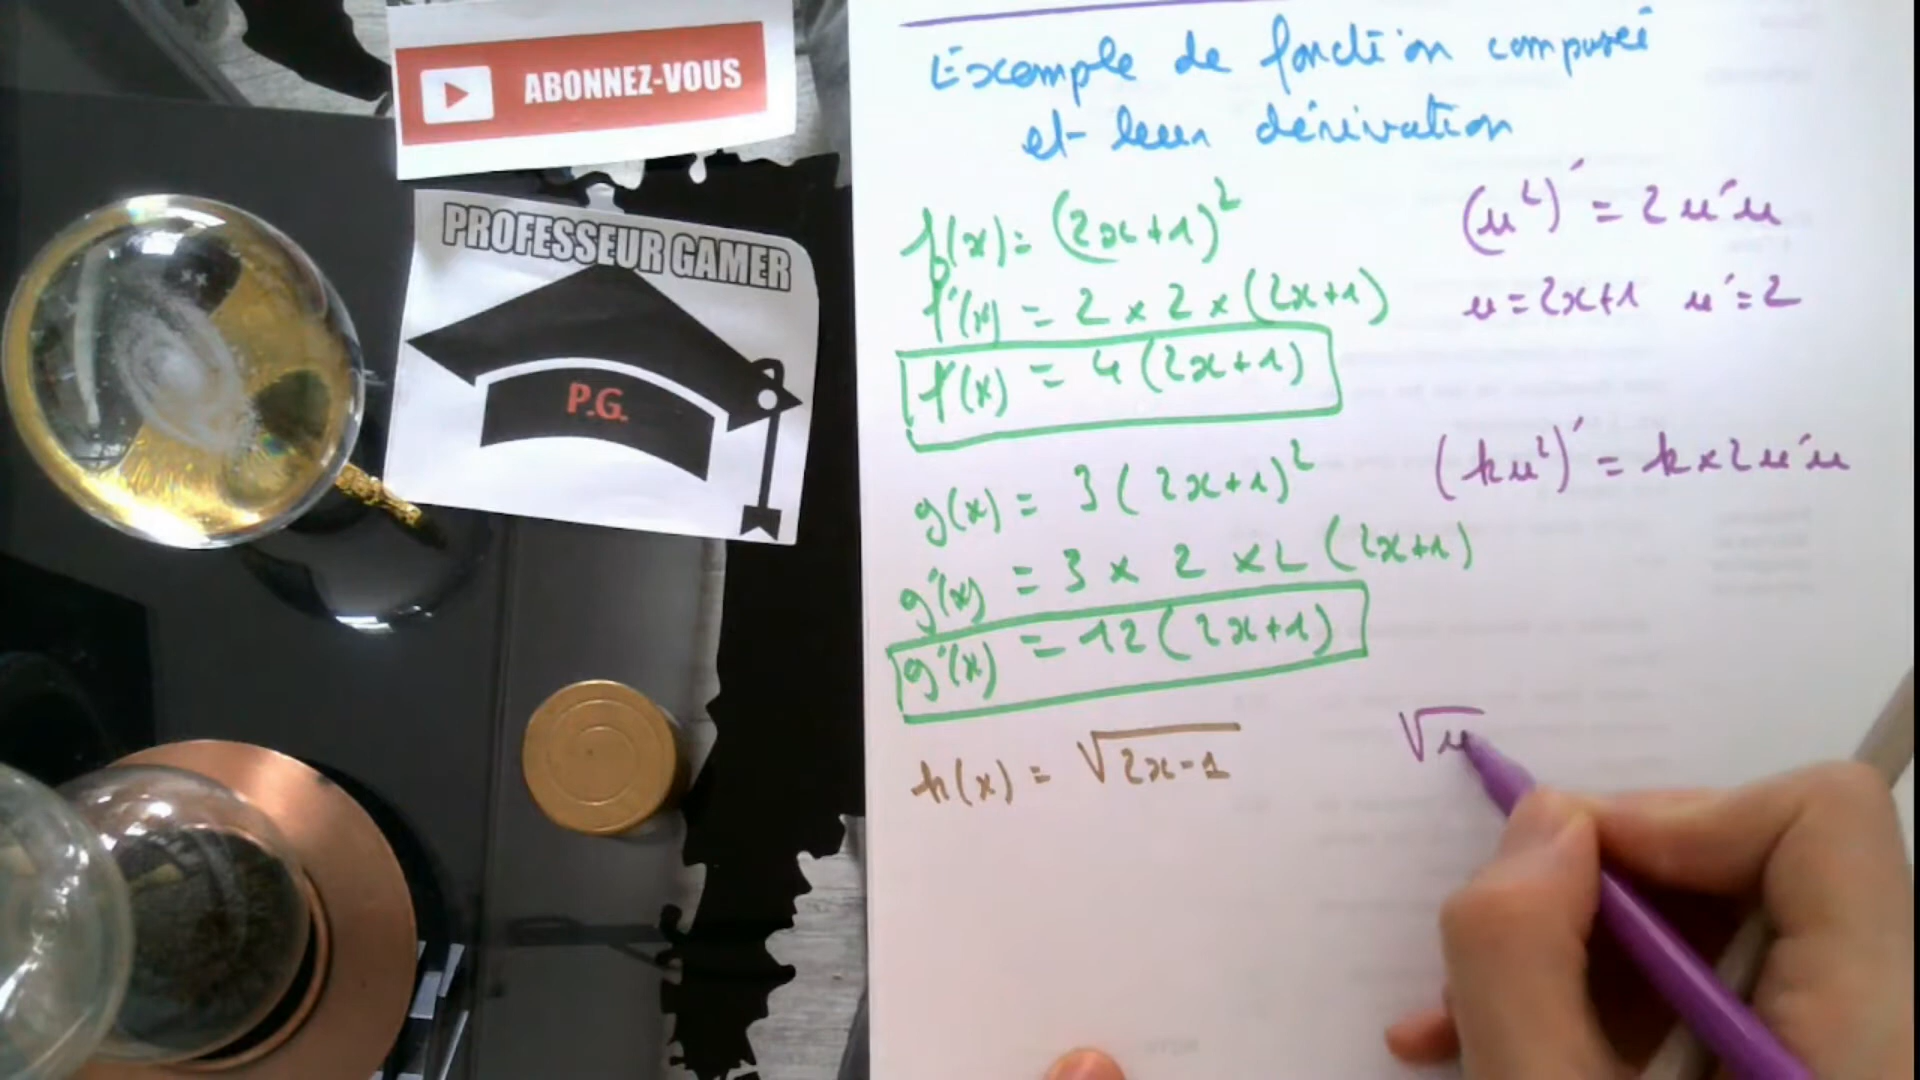 ABONNEZ-VOUS
PROFESSEUR GAMER
P.G.
Exemple de fonction composée
et leur dérivation
f(x) = (2x+1)²
(u²)' = 2u'u
f'(x) = 2 × 2 × (2x+1)
u = 2x+1 u' = 2
f'(x) = 4(2x+1)
g(x) = 3(2x+1)²
(ku²)' = k×2u'u
g'(x) = 3 × 2 × 2(2x+1)
g'(x) = 12(2x+1)
h(x) = √(2x-1)
√u